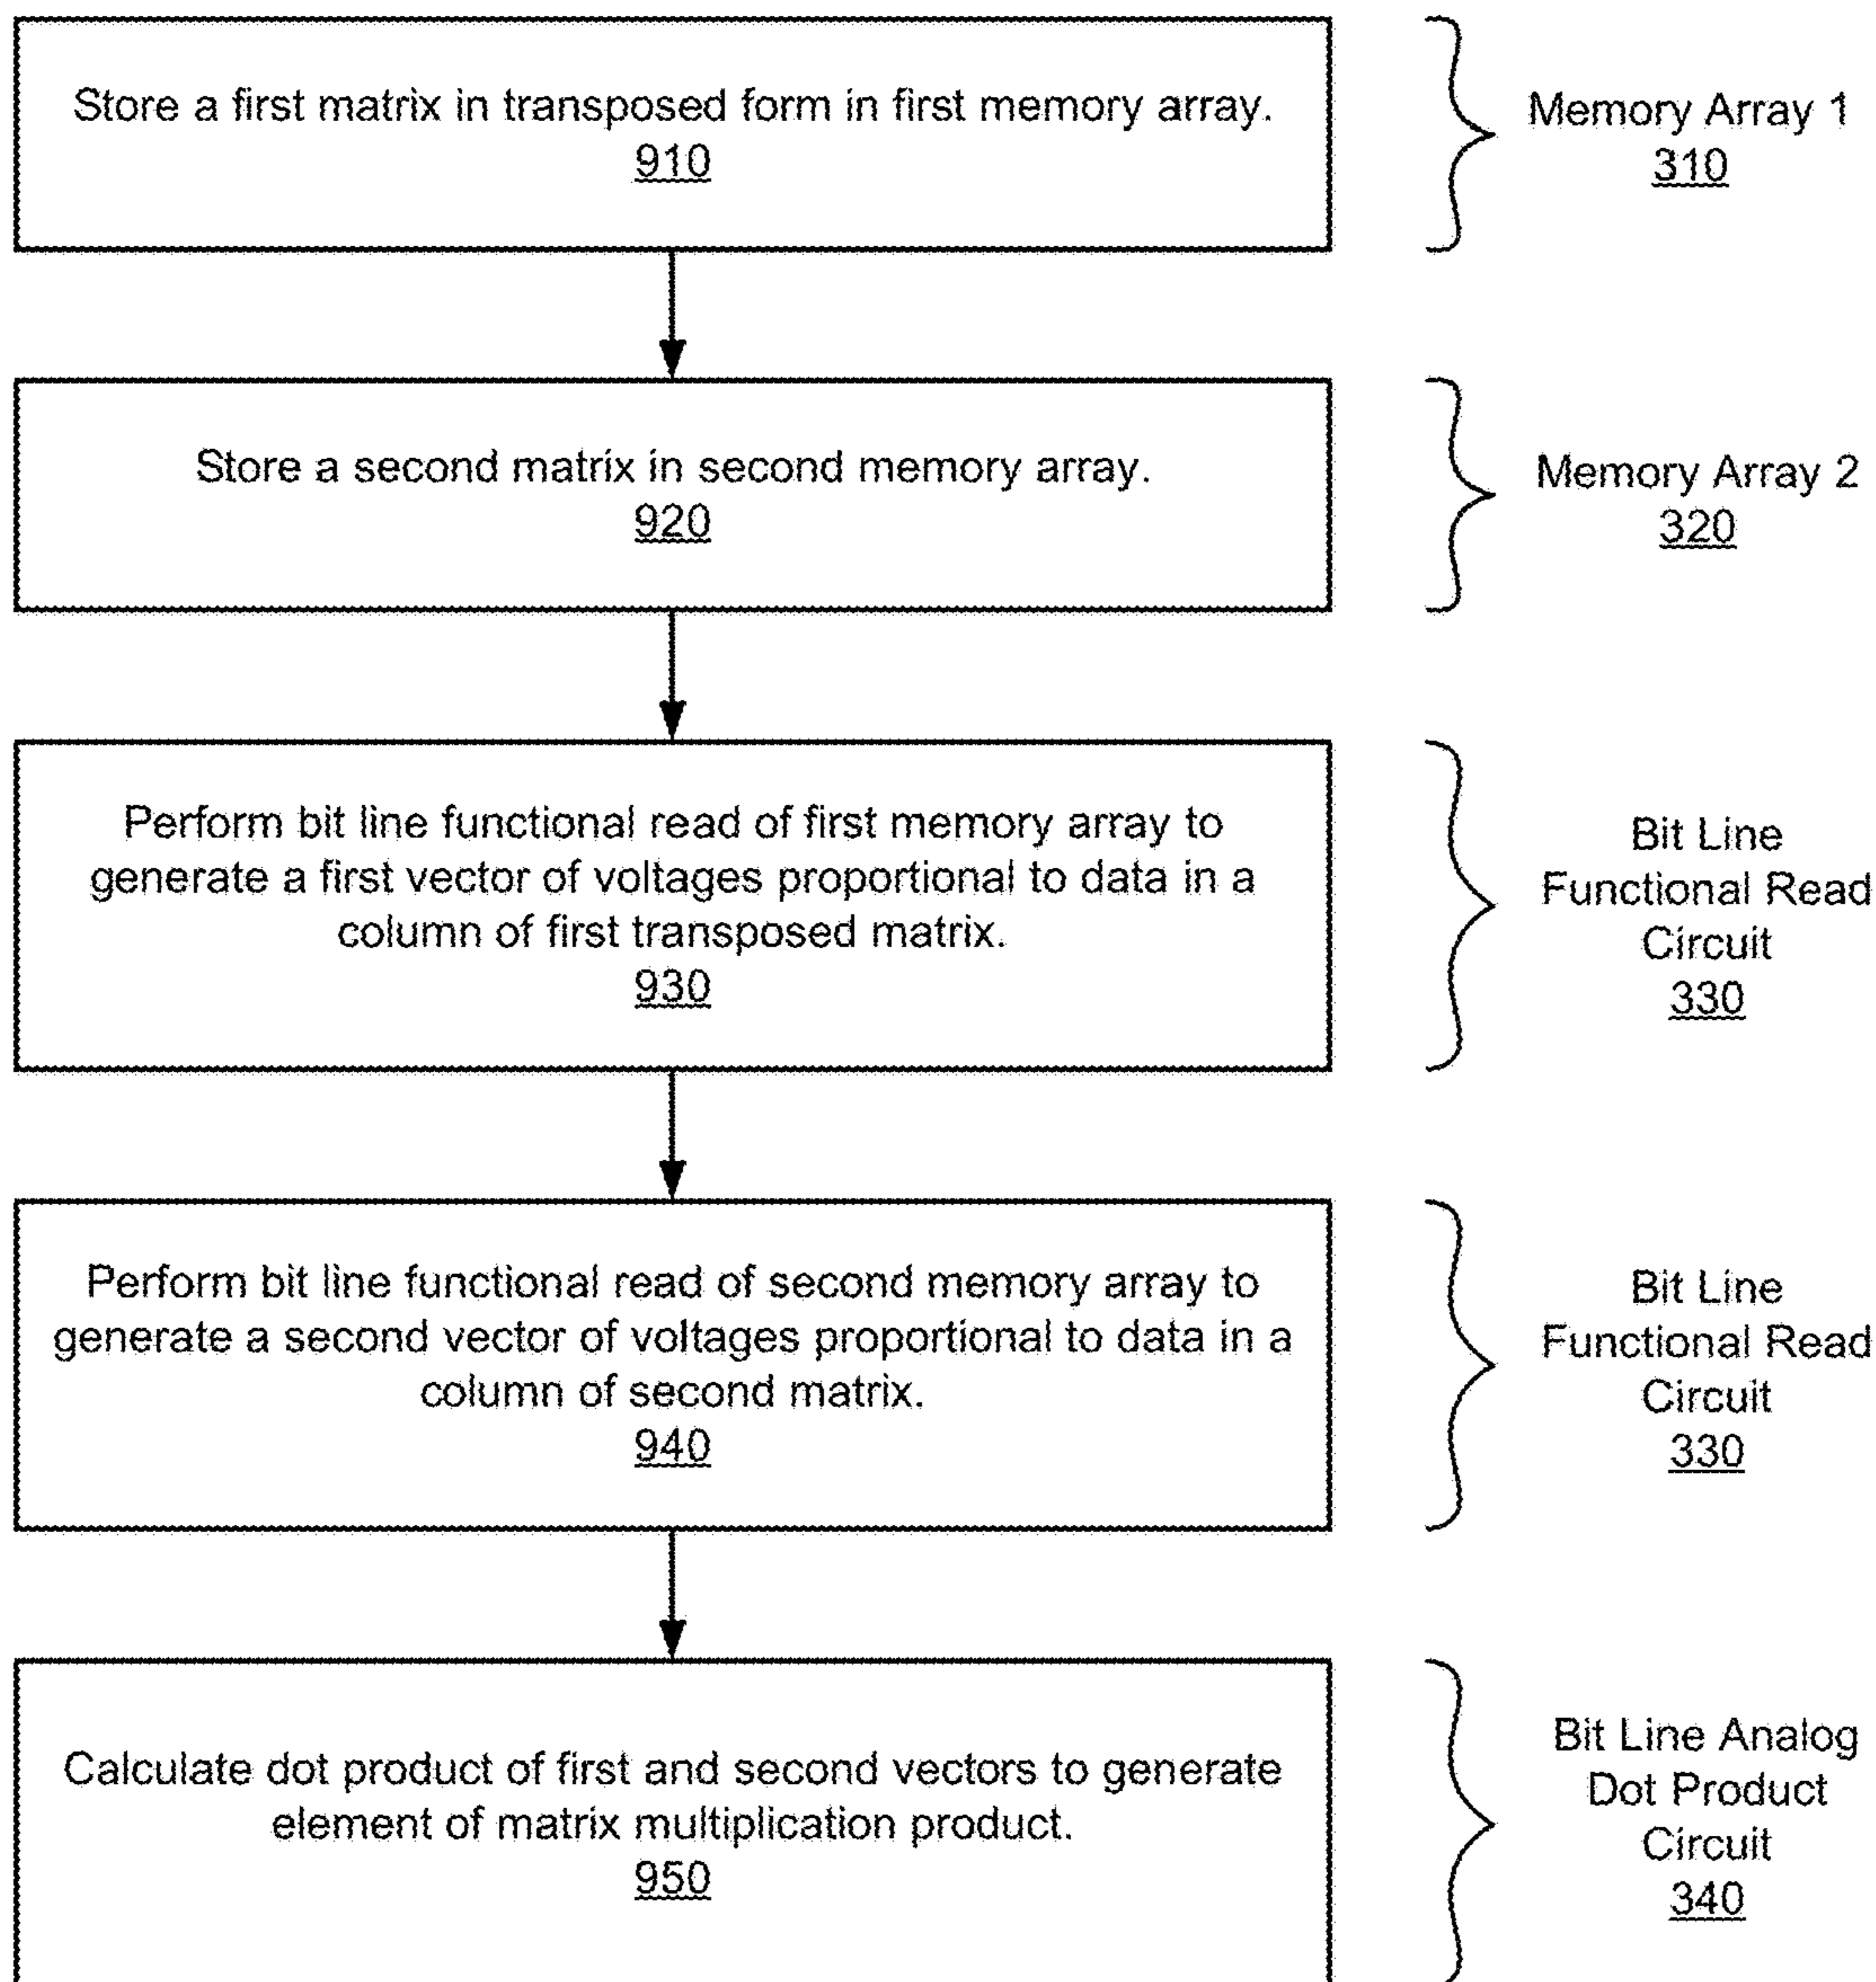 Store a first matrix in transposed form in first memory array.
910
Memory Array 1
310
Store a second matrix in second memory array.
920
Memory Array 2
320
Perform bit line functional read of first memory array to
generate a first vector of voltages proportional to data in a
column of first transposed matrix.
930
Bit Line
Functional Read
Circuit
330
Perform bit line functional read of second memory array to
generate a second vector of voltages proportional to data in a
column of second matrix.
940
Bit Line
Functional Read
Circuit
330
Calculate dot product of first and second vectors to generate
element of matrix multiplication product.
950
Bit Line Analog
Dot Product
Circuit
340